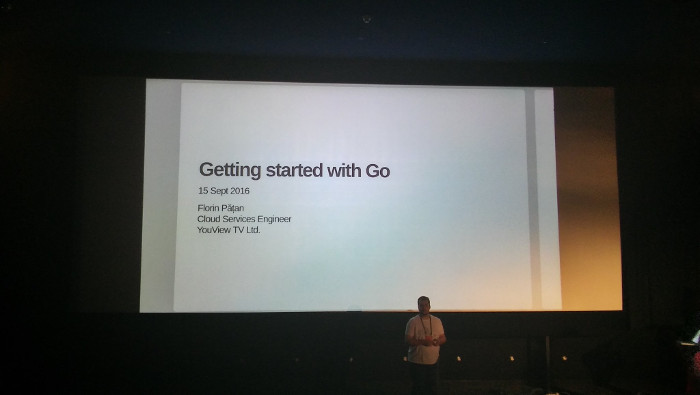 Getting started with Go
15 Sept 2016
Florin Pățan
Cloud Services Engineer
YouView TV Ltd.